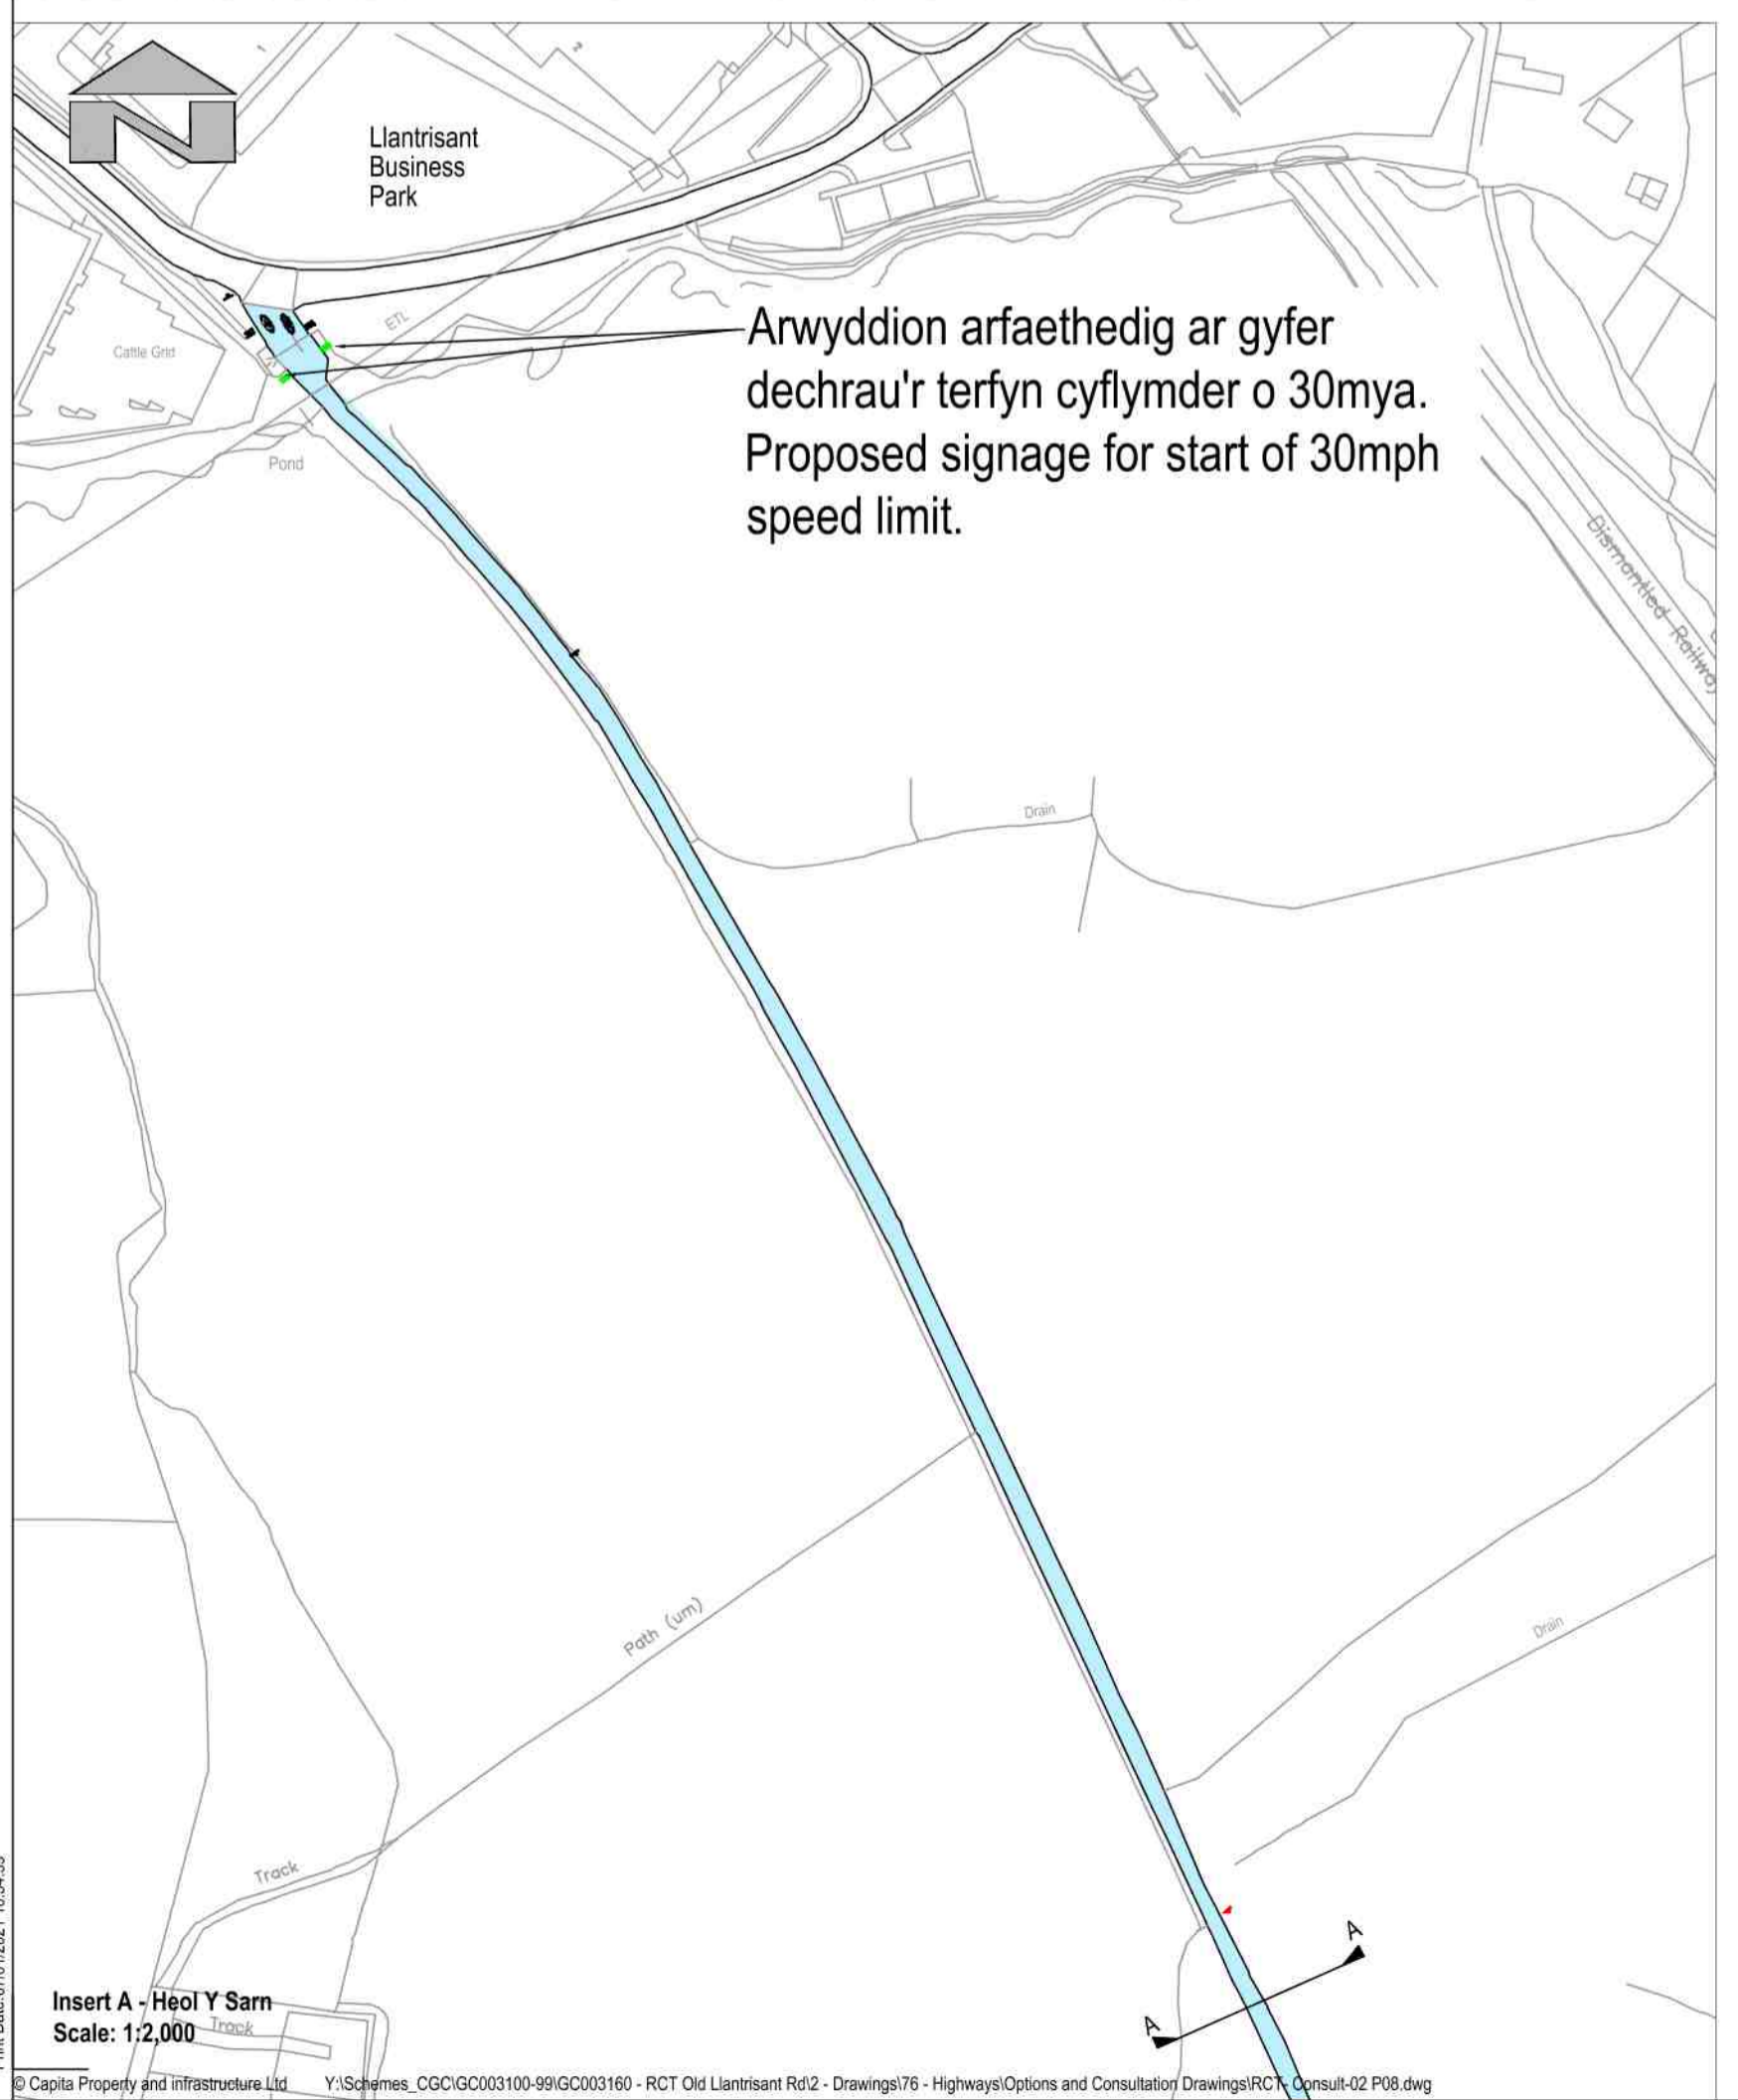 N
Llantrisant
Business
Park
Arwyddion arfaethedig ar gyfer
dechrau'r terfyn cyflymder o 30mya.
Proposed signage for start of 30mph
speed limit.
ETL
Cattle Grid
Pond
Dismantled Railway
Drain
Path (um)
Drain
Track
A
A
Insert A - Heol Y Sarn
Scale: 1:2,000
Track
© Capita Property and infrastructure Ltd Y:\Schemes_CGC\GC003100-99\GC003160 - RCT Old Llantrisant Rd\2 - Drawings\76 - Highways\Options and Consultation Drawings\RCT- Consult-02 P08.dwg